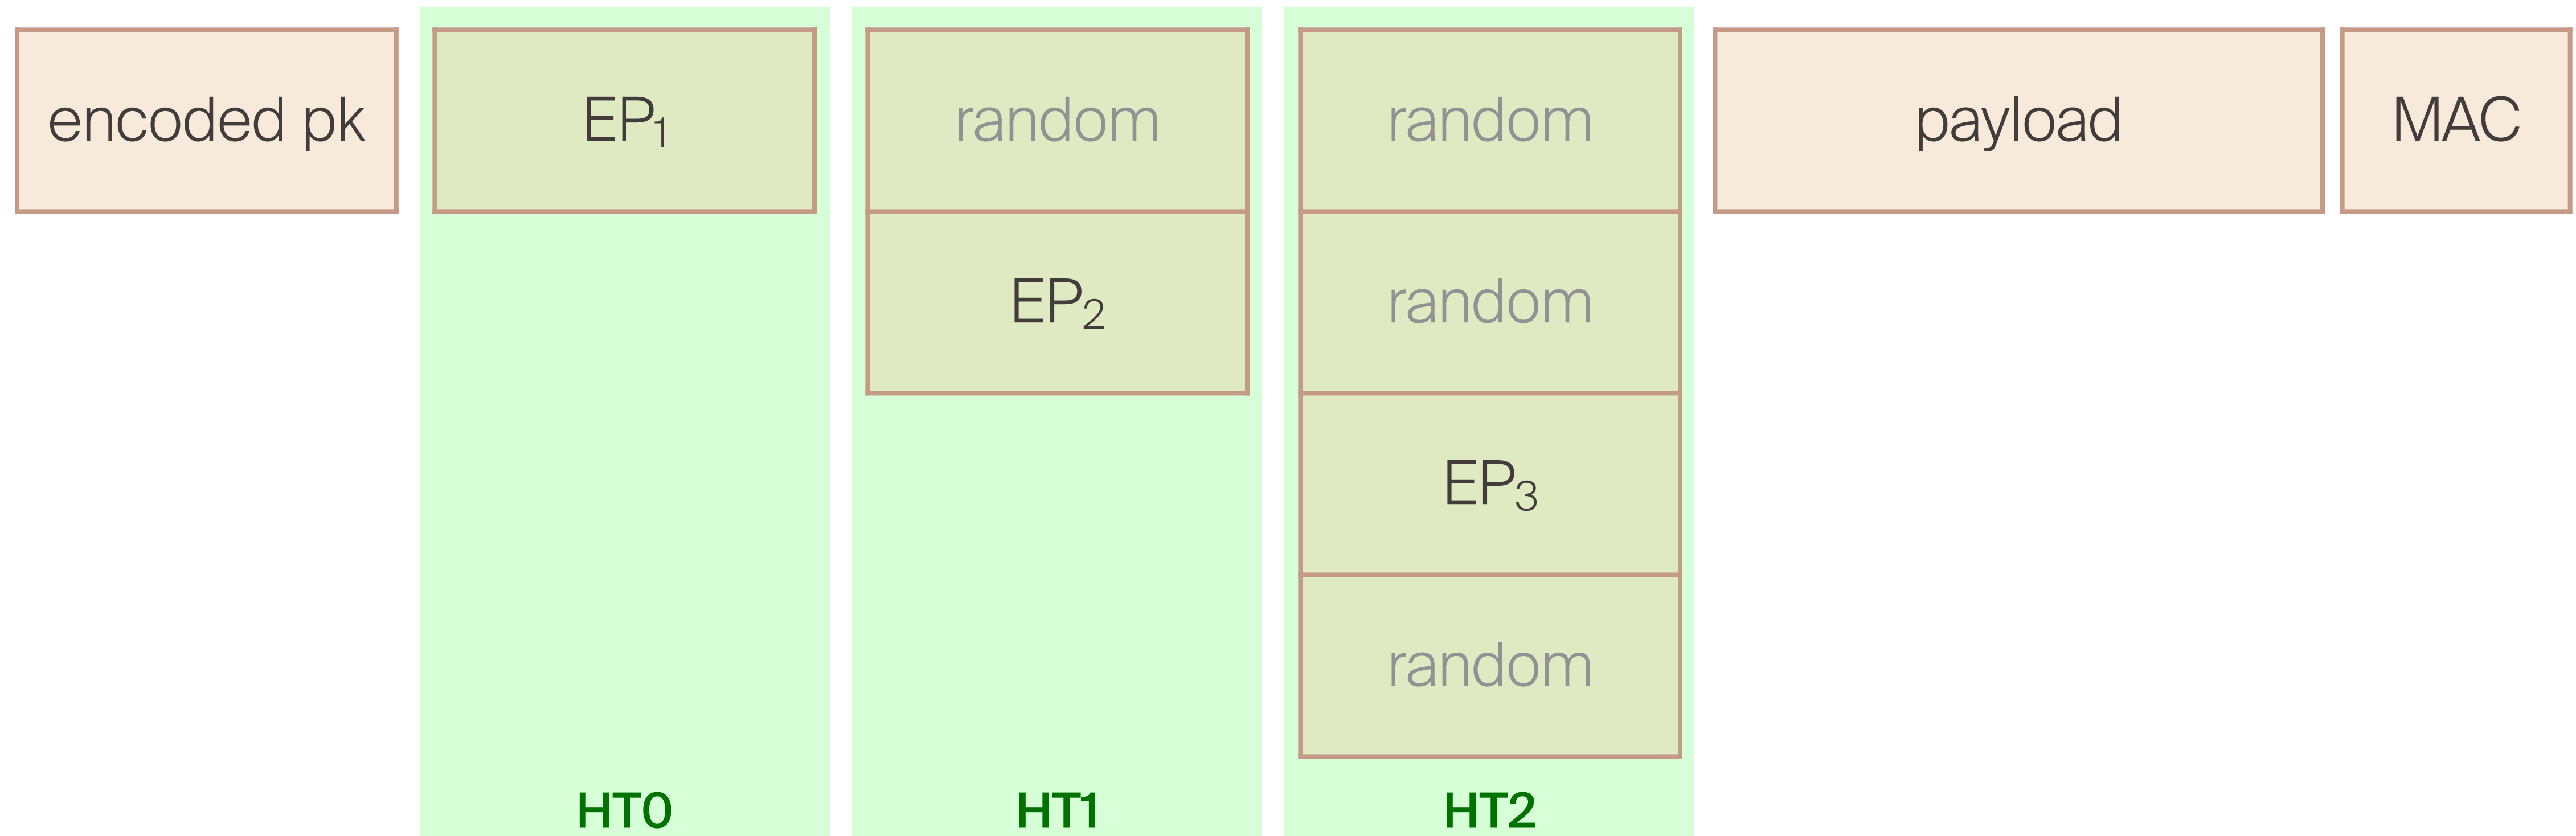 encoded pk
EP₁
random
random
payload
MAC
EP₂
random
EP₃
random
HT0
HT1
HT2